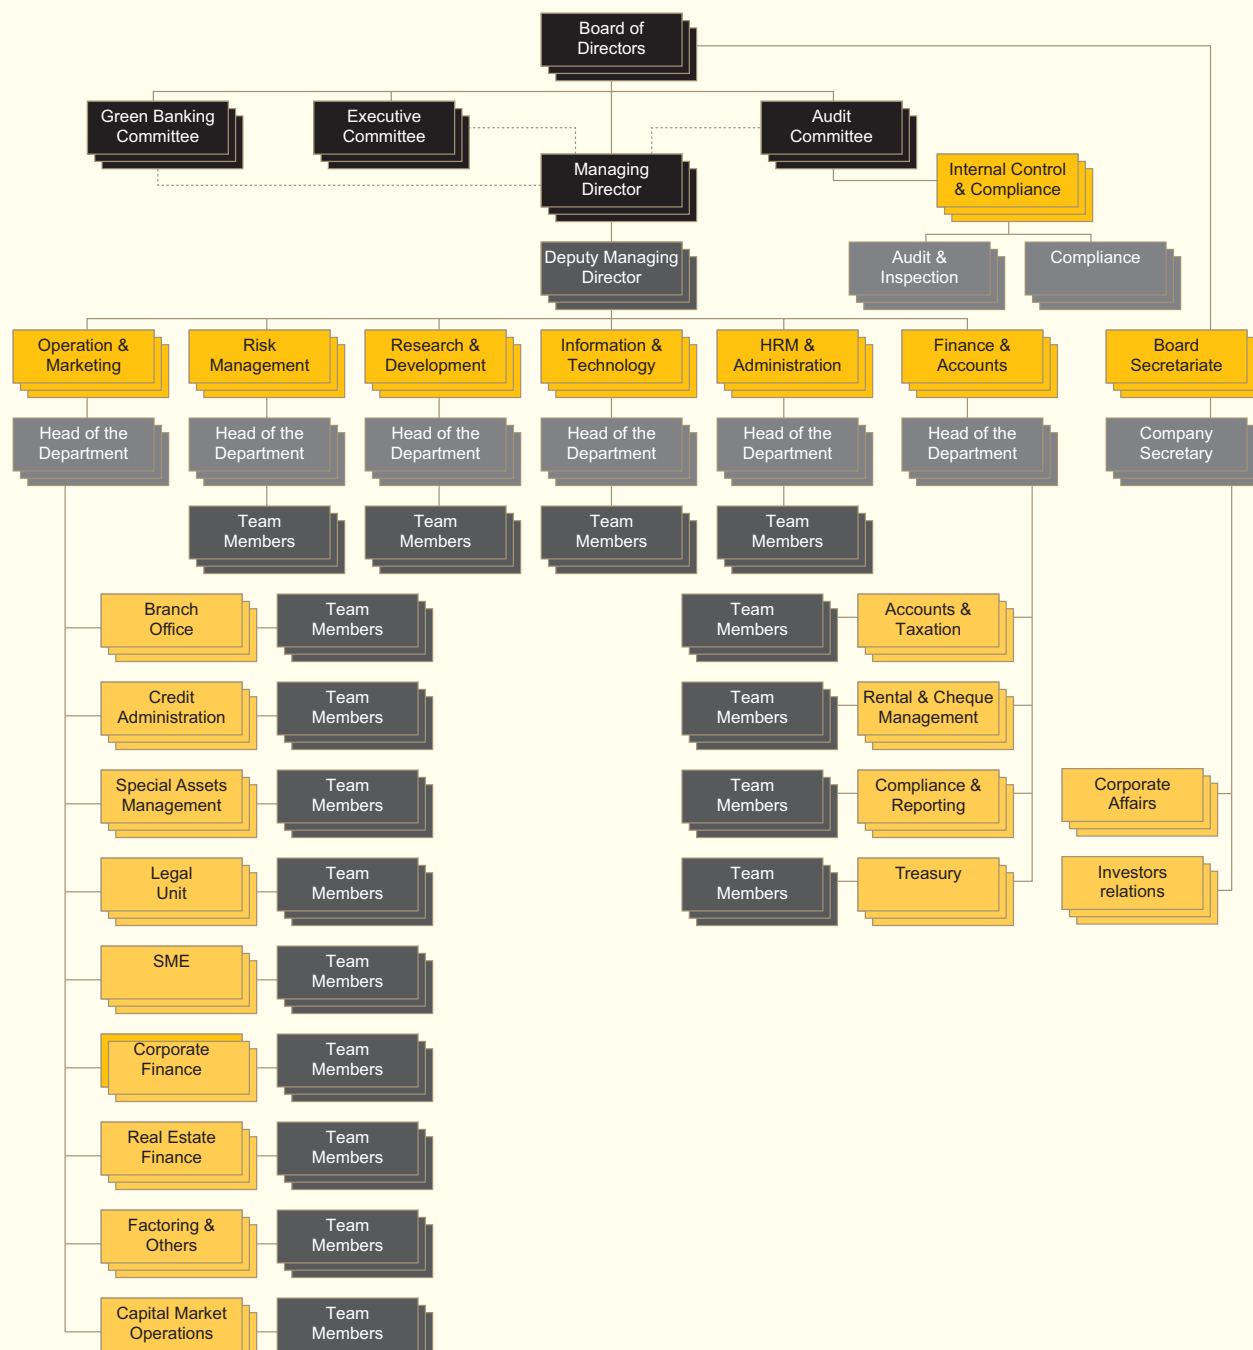 Board of
Directors
Green Banking
Committee
Executive
Committee
Audit
Committee
Managing
Director
Internal Control
& Compliance
Deputy Managing
Director
Audit &
Inspection
Compliance
Operation &
Marketing
Risk
Management
Research &
Development
Information &
Technology
HRM &
Administration
Finance &
Accounts
Board
Secretariate
Head of the
Department
Head of the
Department
Head of the
Department
Head of the
Department
Head of the
Department
Head of the
Department
Company
Secretary
Team
Members
Team
Members
Team
Members
Team
Members
Branch
Office
Team
Members
Team
Members
Accounts &
Taxation
Credit
Administration
Team
Members
Team
Members
Rental & Cheque
Management
Special Assets
Management
Team
Members
Team
Members
Compliance &
Reporting
Corporate
Affairs
Legal
Unit
Team
Members
Team
Members
Treasury
Investors
relations
SME
Team
Members
Corporate
Finance
Team
Members
Real Estate
Finance
Team
Members
Factoring &
Others
Team
Members
Capital Market
Operations
Team
Members